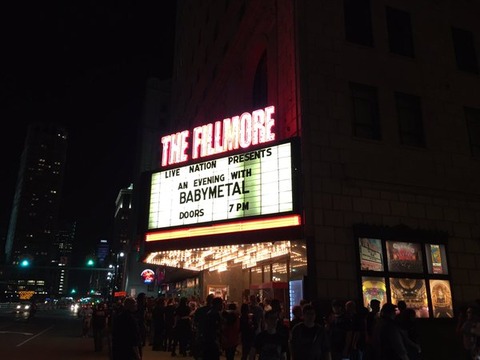 THE FILLMORE
LIVE NATION PRESENTS
AN EVENING WITH
BABYMETAL
DOORS 7 PM